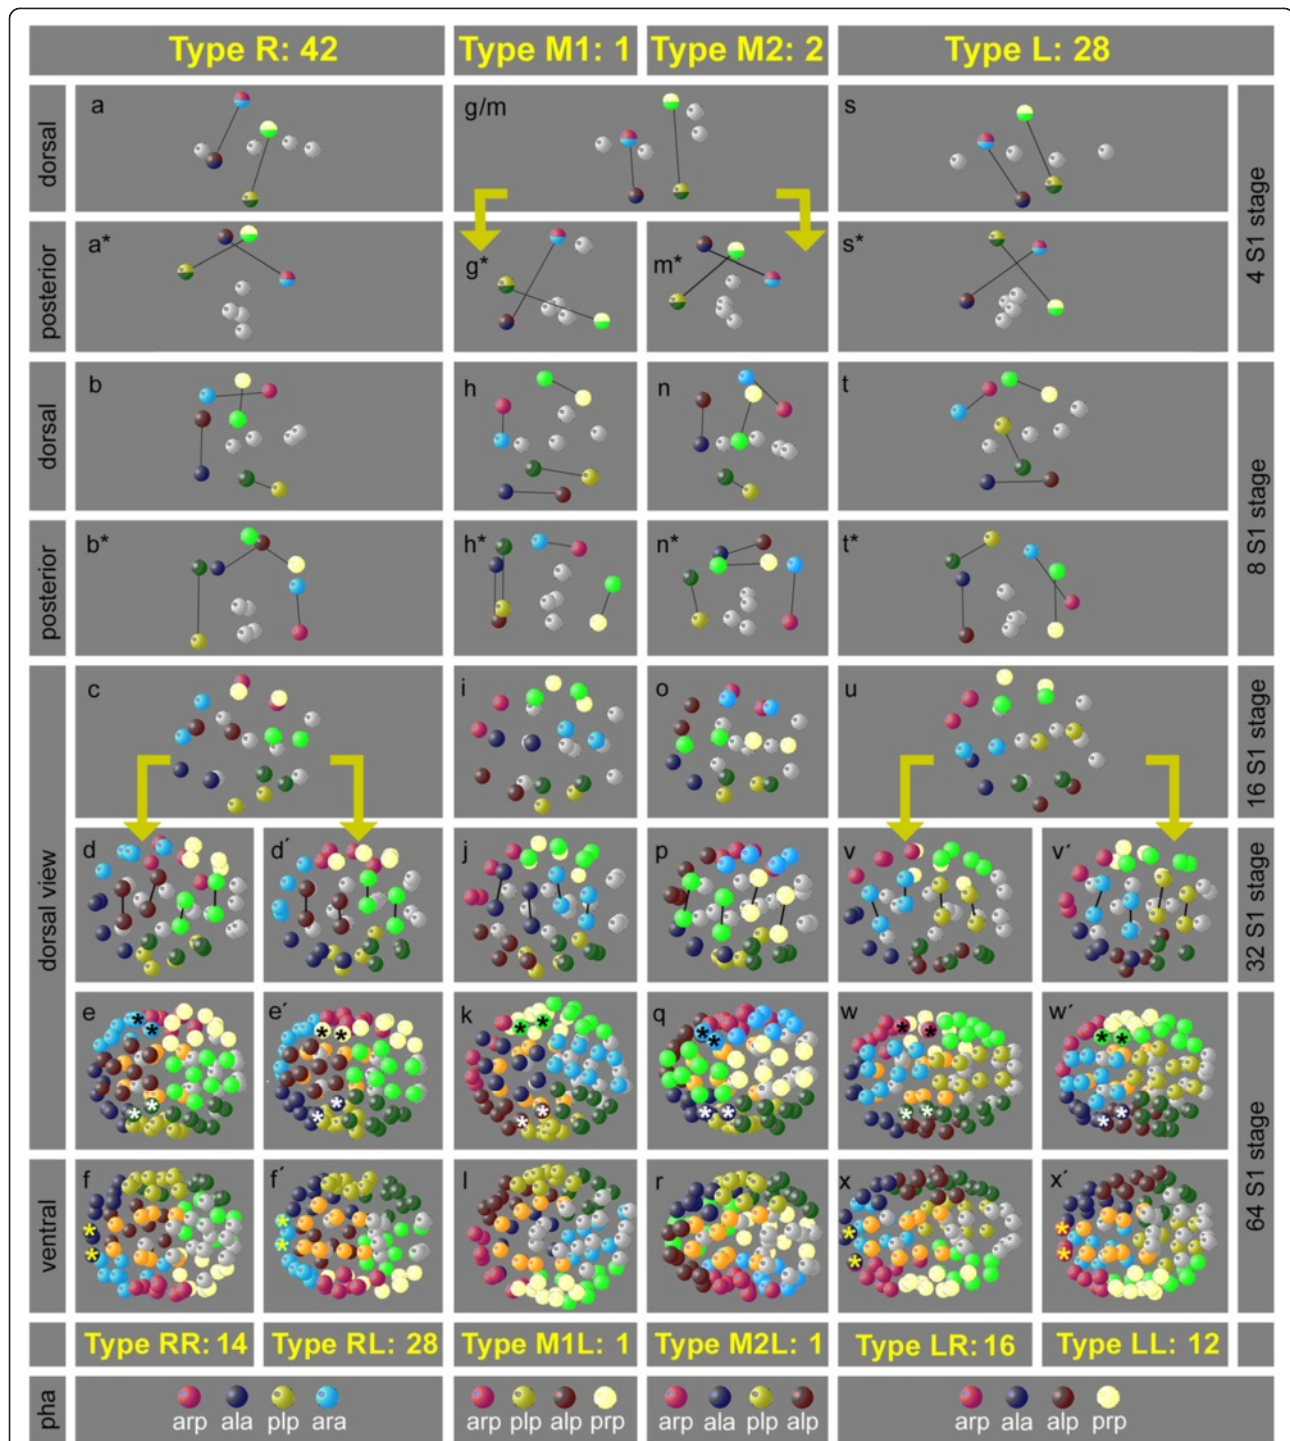 Type R: 42 Type M1: 1 Type M2: 2 Type L: 28
dorsal a g/m s 4 S1 stage
posterior a* g* m* s*
dorsal b h n t 8 S1 stage
posterior b* h* n* t*
dorsal view c i o u 16 S1 stage
d d´ j p v v´ 32 S1 stage
e e´ k q w w´ 64 S1 stage
ventral f f´ l r x x´
Type RR: 14 Type RL: 28 Type M1L: 1 Type M2L: 1 Type LR: 16 Type LL: 12
pha arp ala plp ara arp plp alp prp arp ala plp alp arp ala alp prp